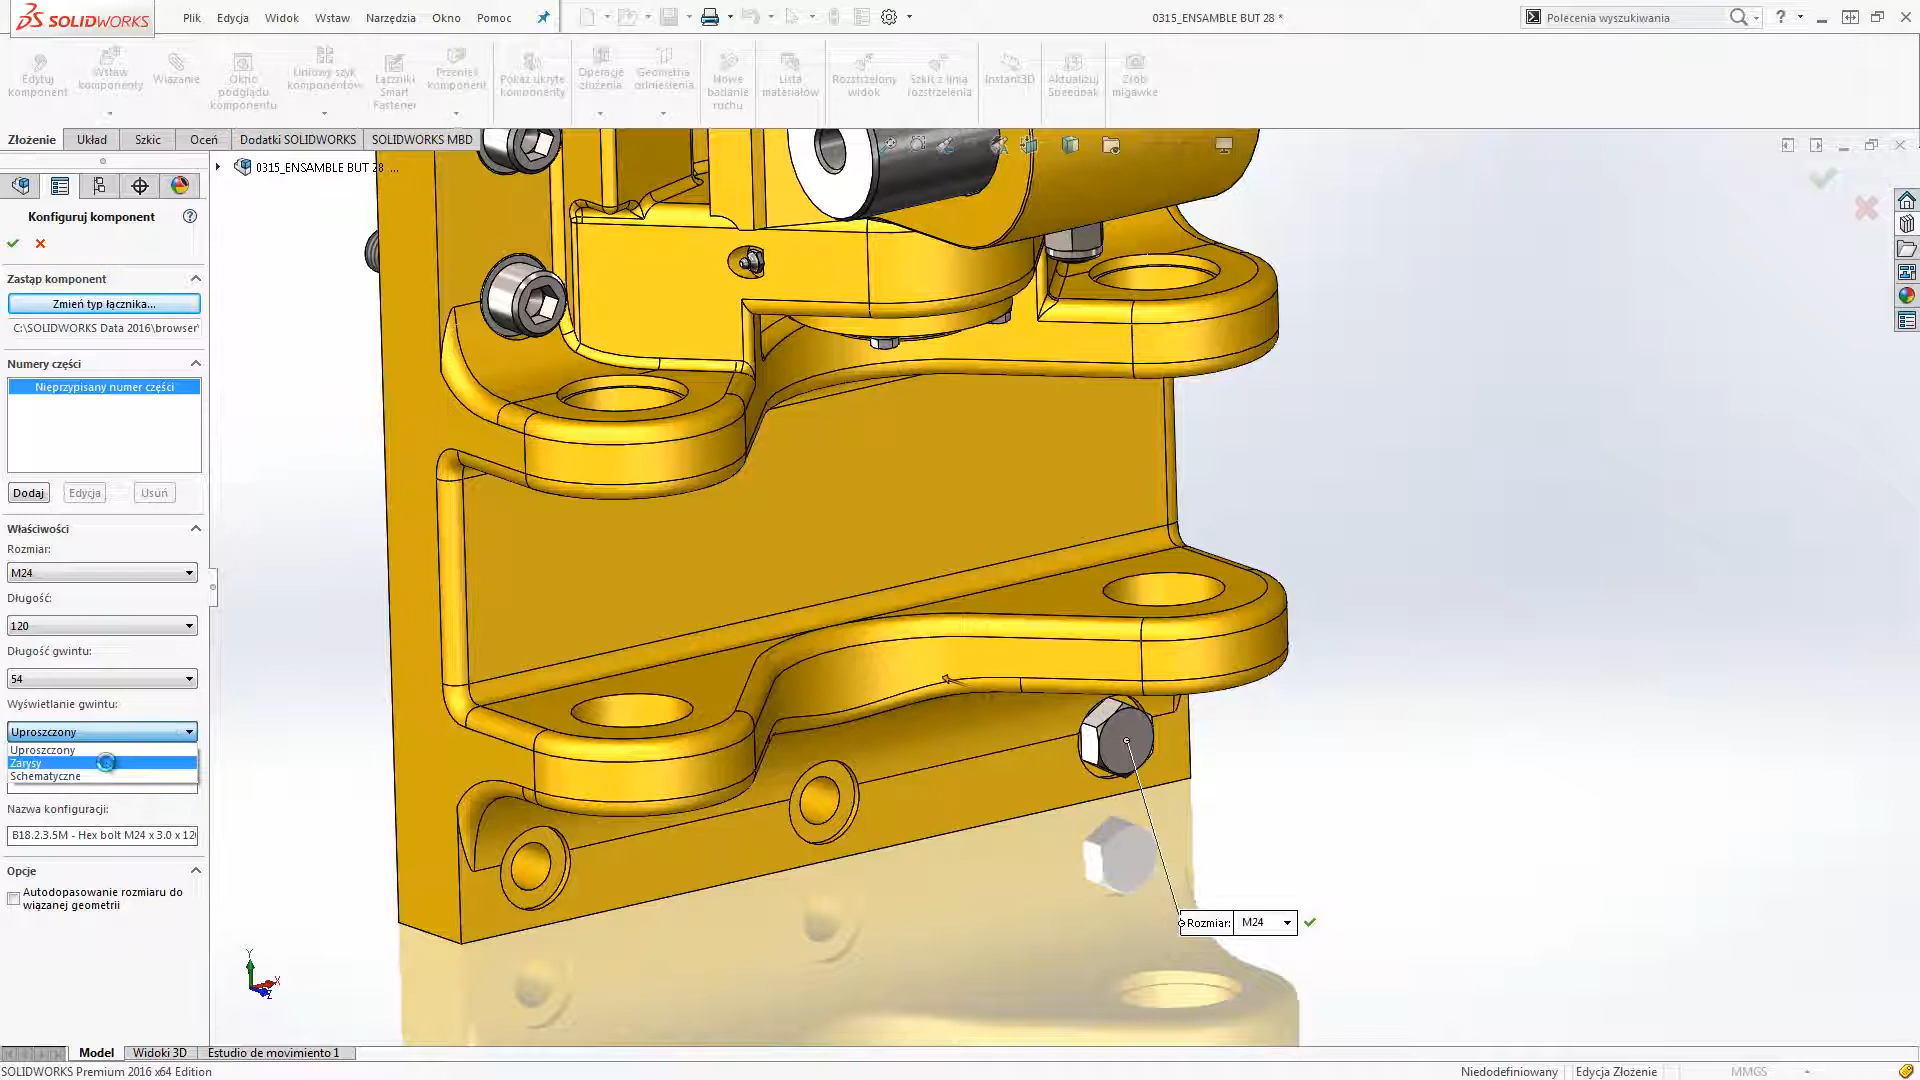 SOLIDWORKS
Plik Edycja Widok Wstaw Narzędzia Okno Pomoc
0315_ENSAMBLE BUT 28 *
Polecenia wyszukiwania
?
Edytuj komponent
Wstaw komponenty
Wiązanie
Okno podglądu komponentu
Liniowy szyk komponentów
Łączniki Smart Fastener
Przenieś komponent
Pokaż ukryte komponenty
Operacje złożenia
Geometria odniesienia
Nowe badanie ruchu
Lista materiałów
Rozstrzelony widok
Szkic z linią rozstrzelenia
Instant3D
Aktualizuj Speedpak
Zrób migawkę
Złożenie Układ Szkic Oceń Dodatki SOLIDWORKS SOLIDWORKS MBD
0315_ENSAMBLE BUT 28 ...
Konfiguruj komponent
?
Zastąp komponent
Zmień typ łącznika...
C:\SOLIDWORKS Data 2016\browser\
Numery części
Nieprzypisany numer części
Dodaj Edycja Usuń
Właściwości
Rozmiar:
M24
Długość:
120
Długość gwintu:
54
Wyświetlanie gwintu:
Uproszczony
Uproszczony
Zarysy
Schematyczne
Nazwa konfiguracji:
B18.2.3.5M - Hex bolt M24 x 3.0 x 12
Opcje
Autodopasowanie rozmiaru do
wiązanej geometrii
Rozmiar: M24
Y
X
Z
Model Widoki 3D Estudio de movimiento 1
SOLIDWORKS Premium 2016 x64 Edition
Niedodefiniowany Edycja Złożenie MMGS